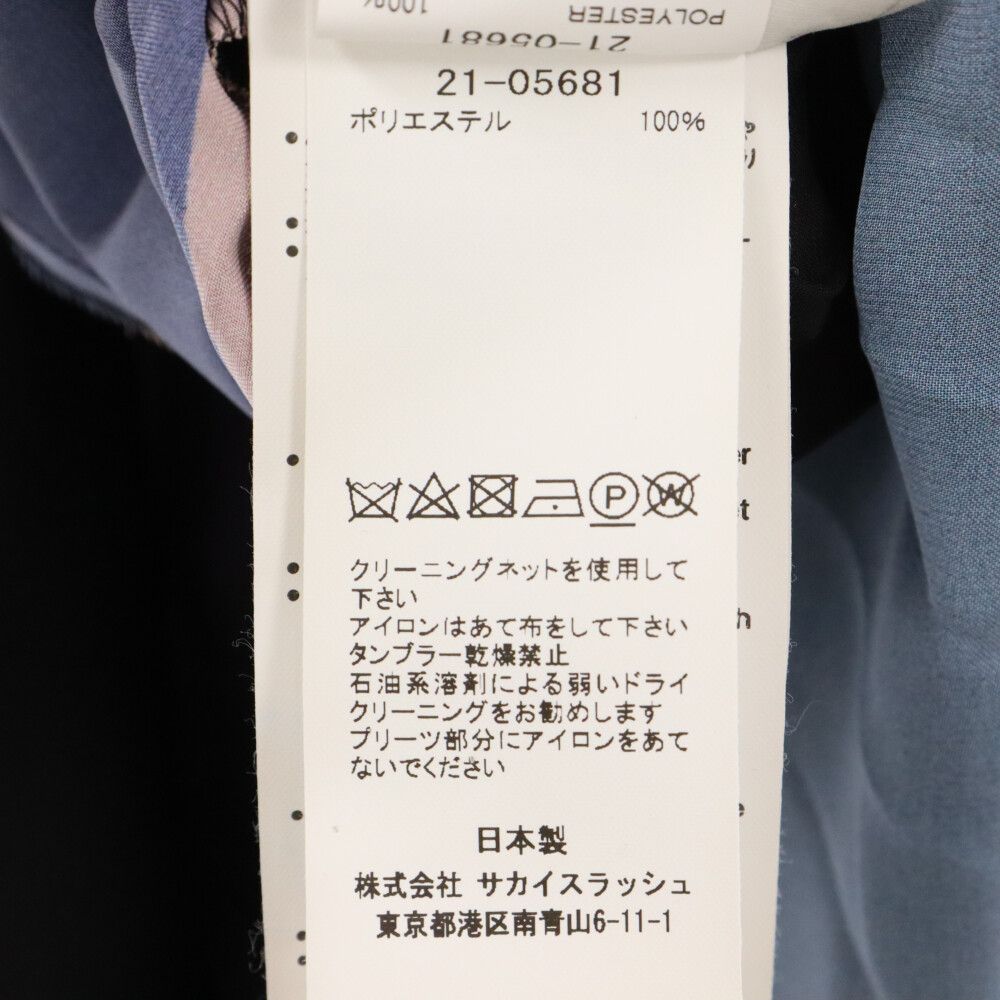 100%
POLYESTER
21-05681
21-05681
ポリエステル 100%
P
W
クリーニングネットを使用して
下さい
アイロンはあて布をして下さい
タンブラー乾燥禁止
石油系溶剤による弱いドライ
クリーニングをお勧めします
プリーツ部分にアイロンをあて
ないでください
日本製
株式会社 サカイスラッシュ
東京都港区南青山6-11-1